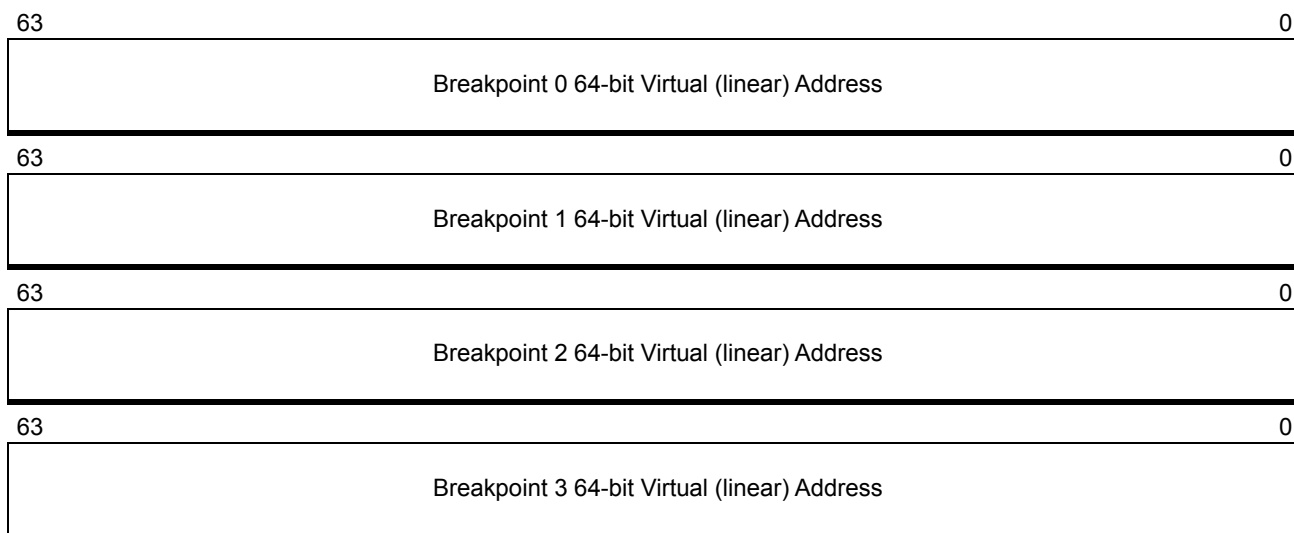 63 0
Breakpoint 0 64-bit Virtual (linear) Address
63 0
Breakpoint 1 64-bit Virtual (linear) Address
63 0
Breakpoint 2 64-bit Virtual (linear) Address
63 0
Breakpoint 3 64-bit Virtual (linear) Address